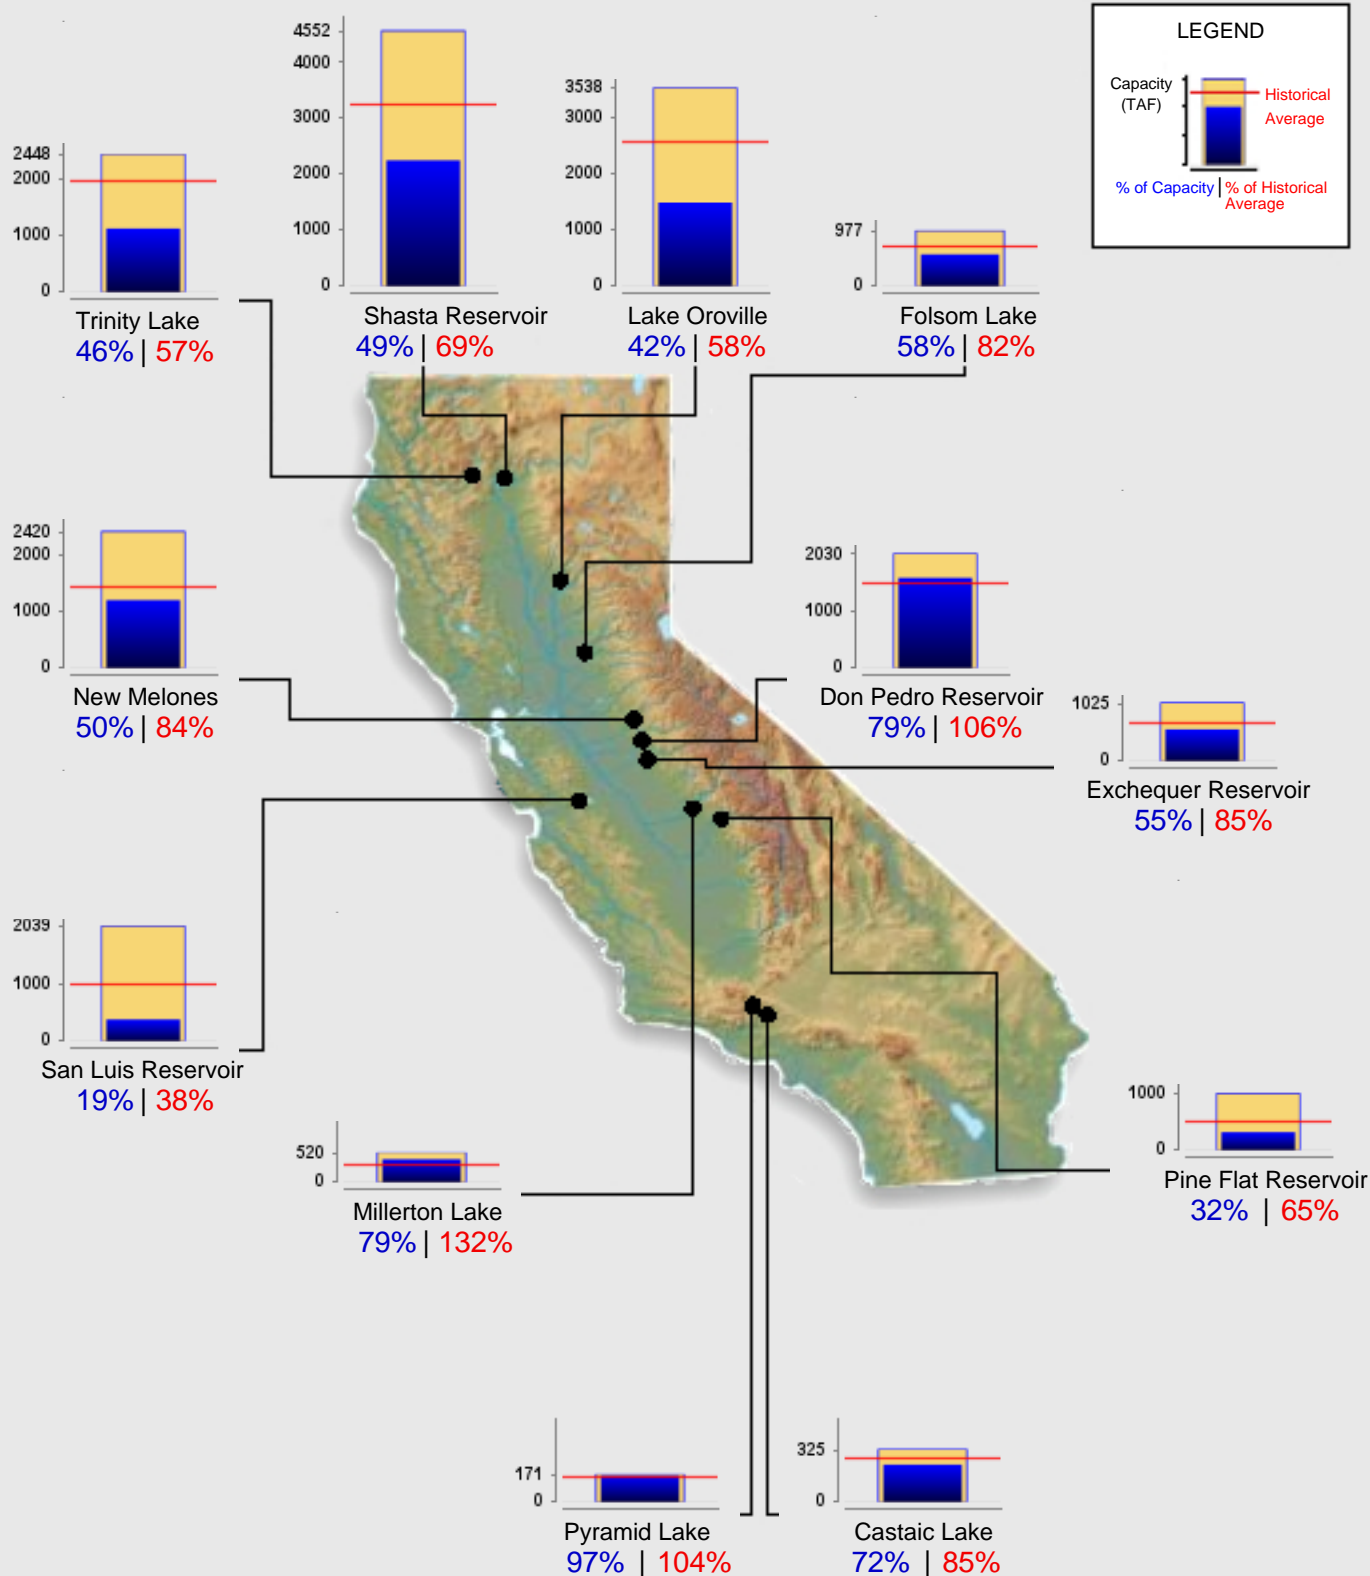 LEGEND
Capacity
(TAF)
Historical
Average
% of Capacity | % of Historical
Average
4552
4000
3000
2000
1000
0
Shasta Reservoir
49% | 69%
3538
3000
2000
1000
0
Lake Oroville
42% | 58%
2448
2000
1000
0
Trinity Lake
46% | 57%
977
0
Folsom Lake
58% | 82%
2420
2000
1000
0
New Melones
50% | 84%
2030
1000
0
Don Pedro Reservoir
79% | 106%
1025
0
Exchequer Reservoir
55% | 85%
2039
1000
0
San Luis Reservoir
19% | 38%
520
0
Millerton Lake
79% | 132%
1000
0
Pine Flat Reservoir
32% | 65%
171
0
Pyramid Lake
97% | 104%
325
0
Castaic Lake
72% | 85%